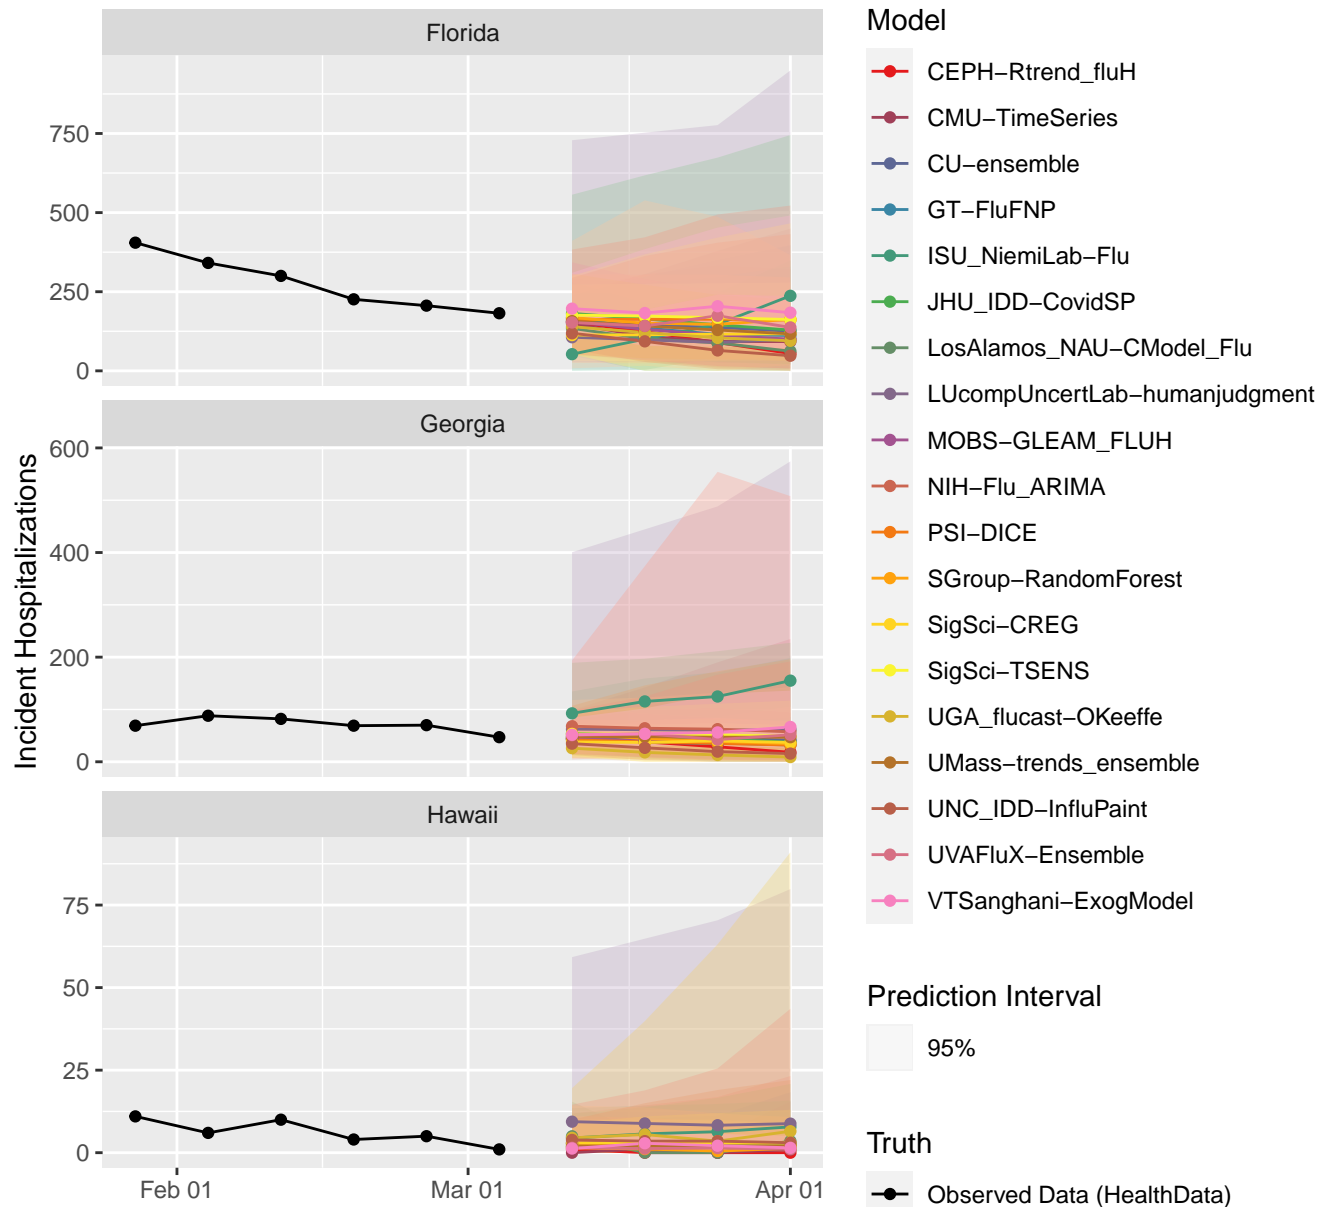 Florida
750
500
250
0
Georgia
600
400
200
0
Hawaii
75
50
25
0
Feb 01
Mar 01
Apr 01
Incident Hospitalizations
Model
CEPH−Rtrend_fluH
CMU−TimeSeries
CU−ensemble
GT−FluFNP
ISU_NiemiLab−Flu
JHU_IDD−CovidSP
LosAlamos_NAU−CModel_Flu
LUcompUncertLab−humanjudgment
MOBS−GLEAM_FLUH
NIH−Flu_ARIMA
PSI−DICE
SGroup−RandomForest
SigSci−CREG
SigSci−TSENS
UGA_flucast−OKeeffe
UMass−trends_ensemble
UNC_IDD−InfluPaint
UVAFluX−Ensemble
VTSanghani−ExogModel
Prediction Interval
95%
Truth
Observed Data (HealthData)